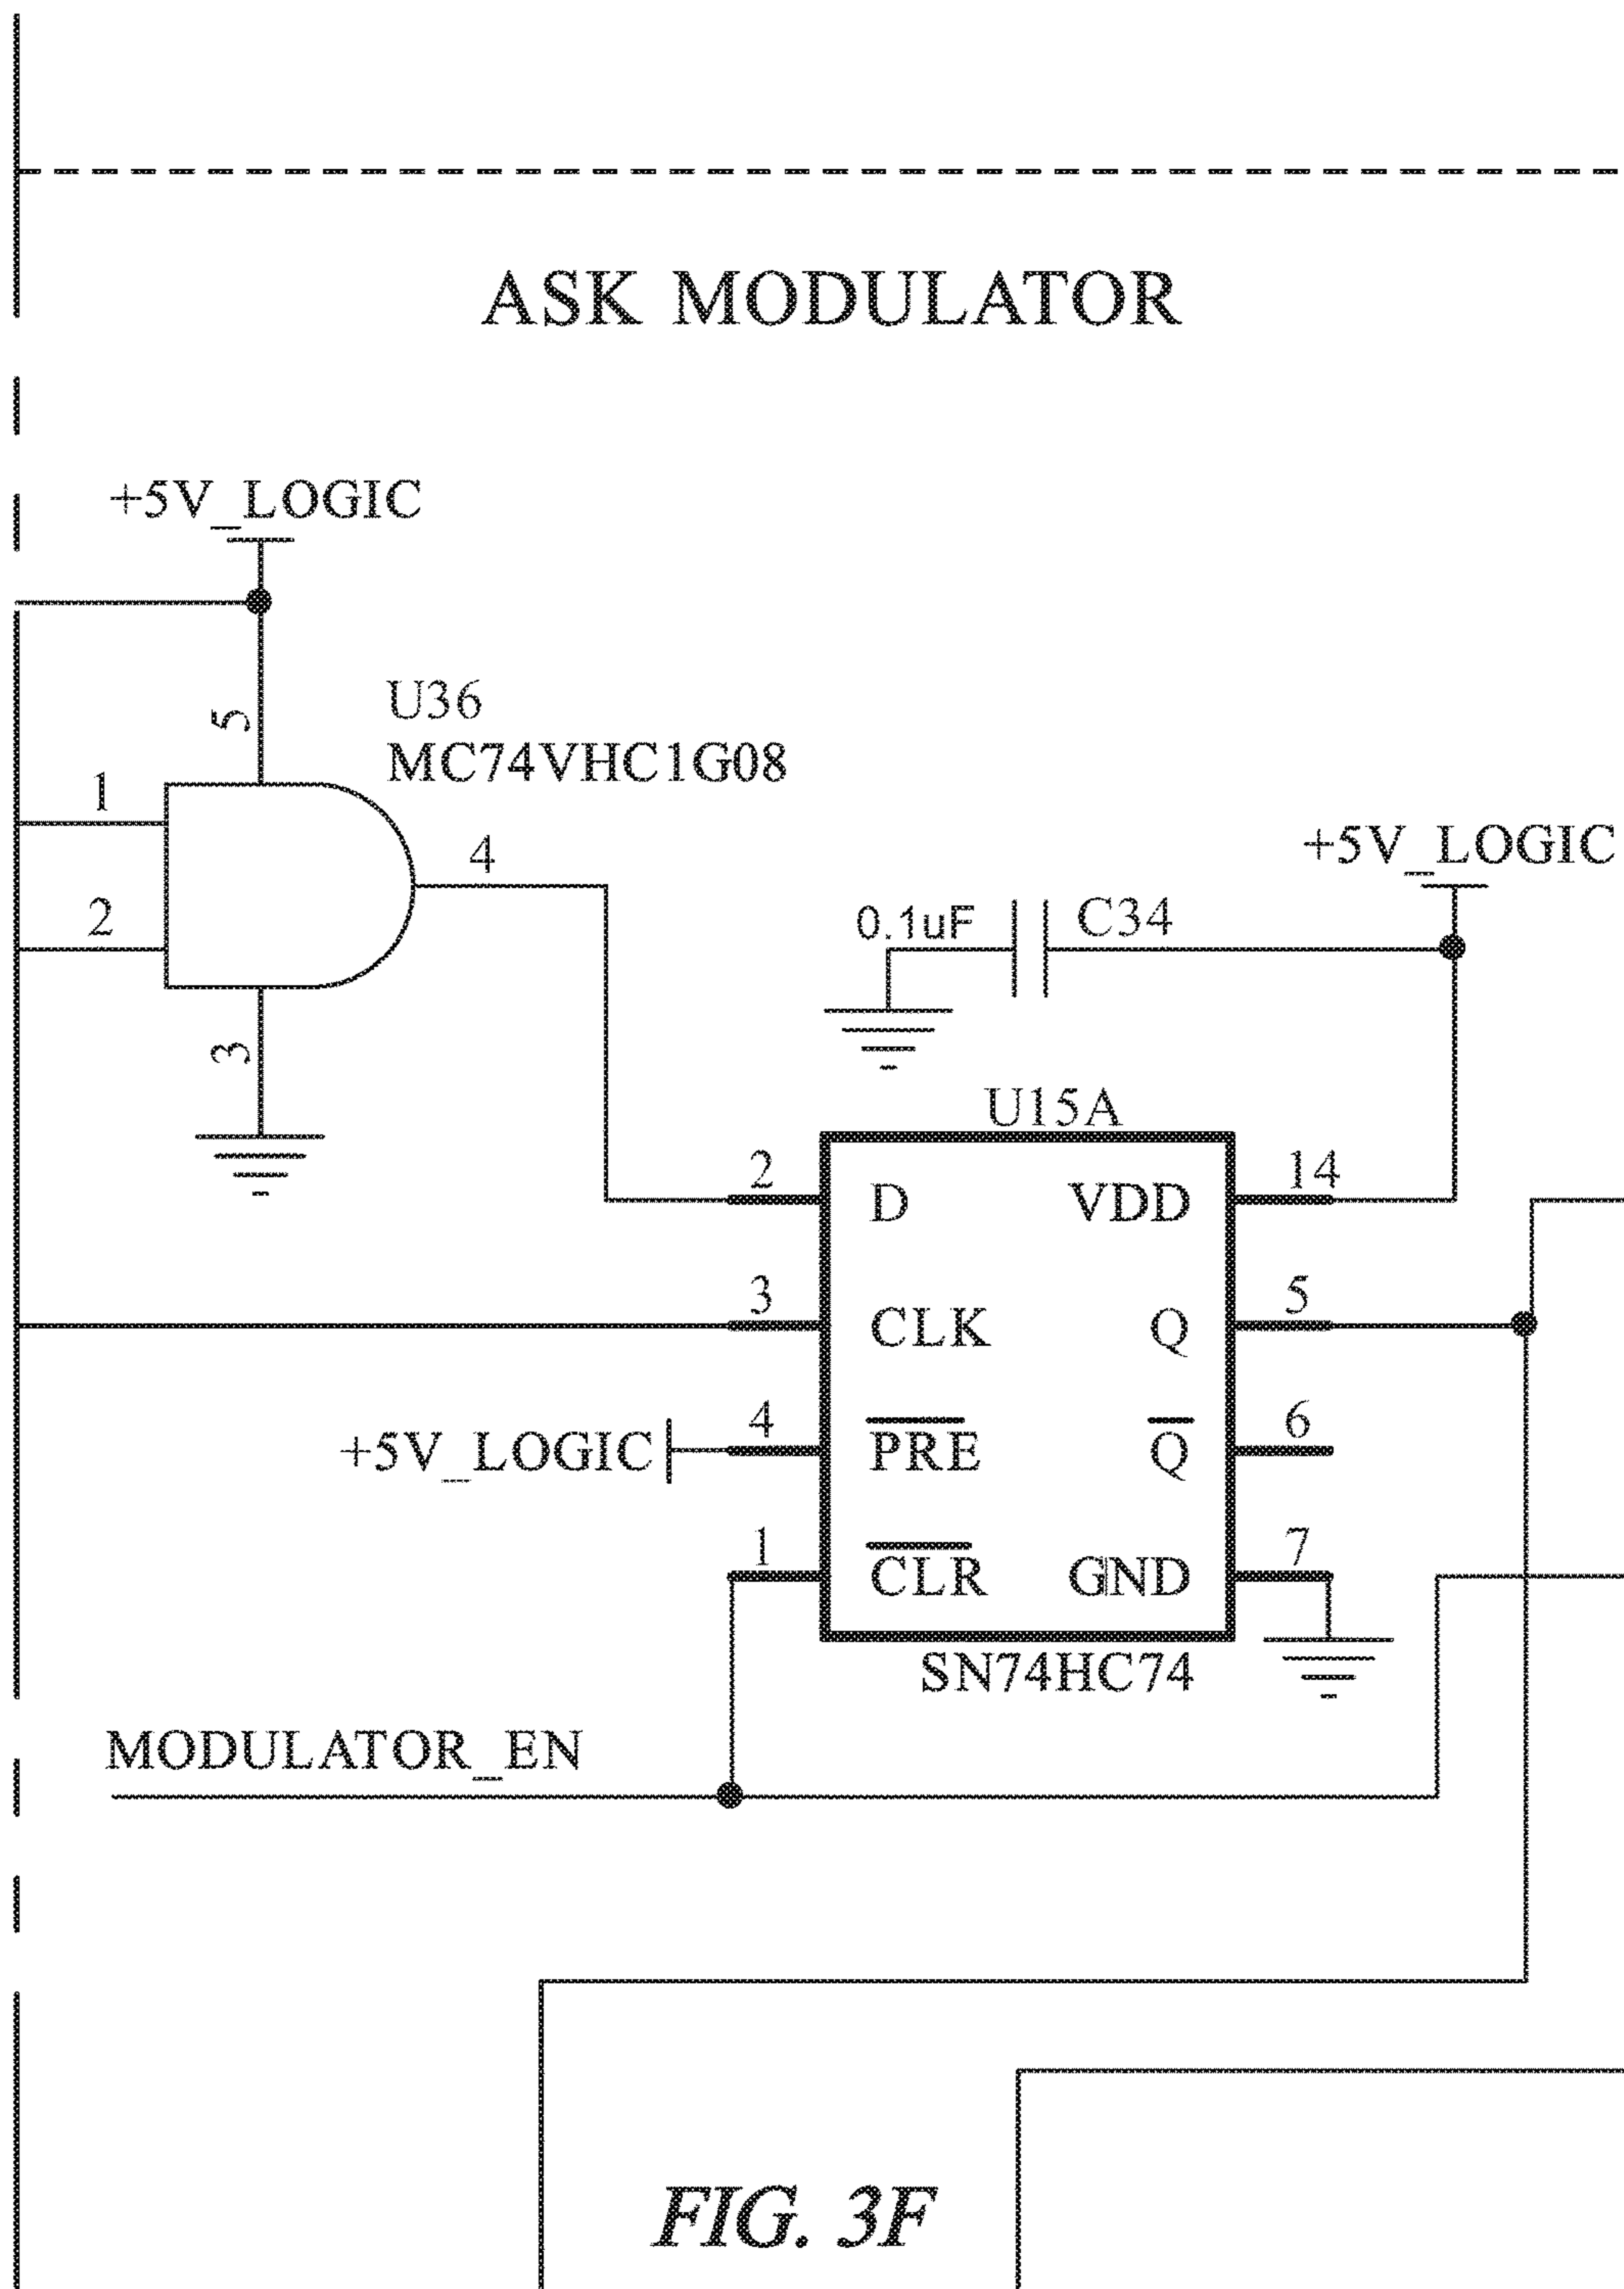 ASK MODULATOR
+5V_LOGIC
5
U36
MC74VHC1G08
1
4
2
3
+5V_LOGIC
0.1uF
C34
U15A
2
D
VDD
14
3
CLK
Q
5
+5V_LOGIC
4
PRE
Q
6
1
CLR
GND
7
SN74HC74
MODULATOR_EN
FIG. 3F